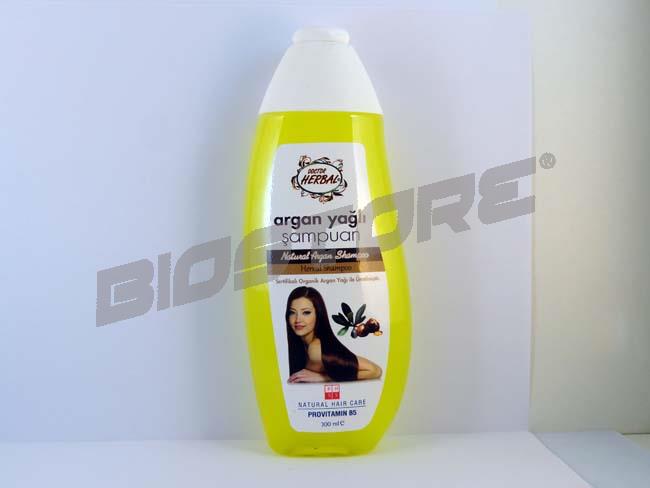 DOCTOR
HERBAL
argan yağlı
şampuan
Natural Argan Shampoo
Herbal Shampoo
Sertifikalı Organik Argan Yağı ile Üretilmiştir.
BIOSTORE®
NATURAL HAIR CARE
PROVITAMIN B5
300 ml ℮